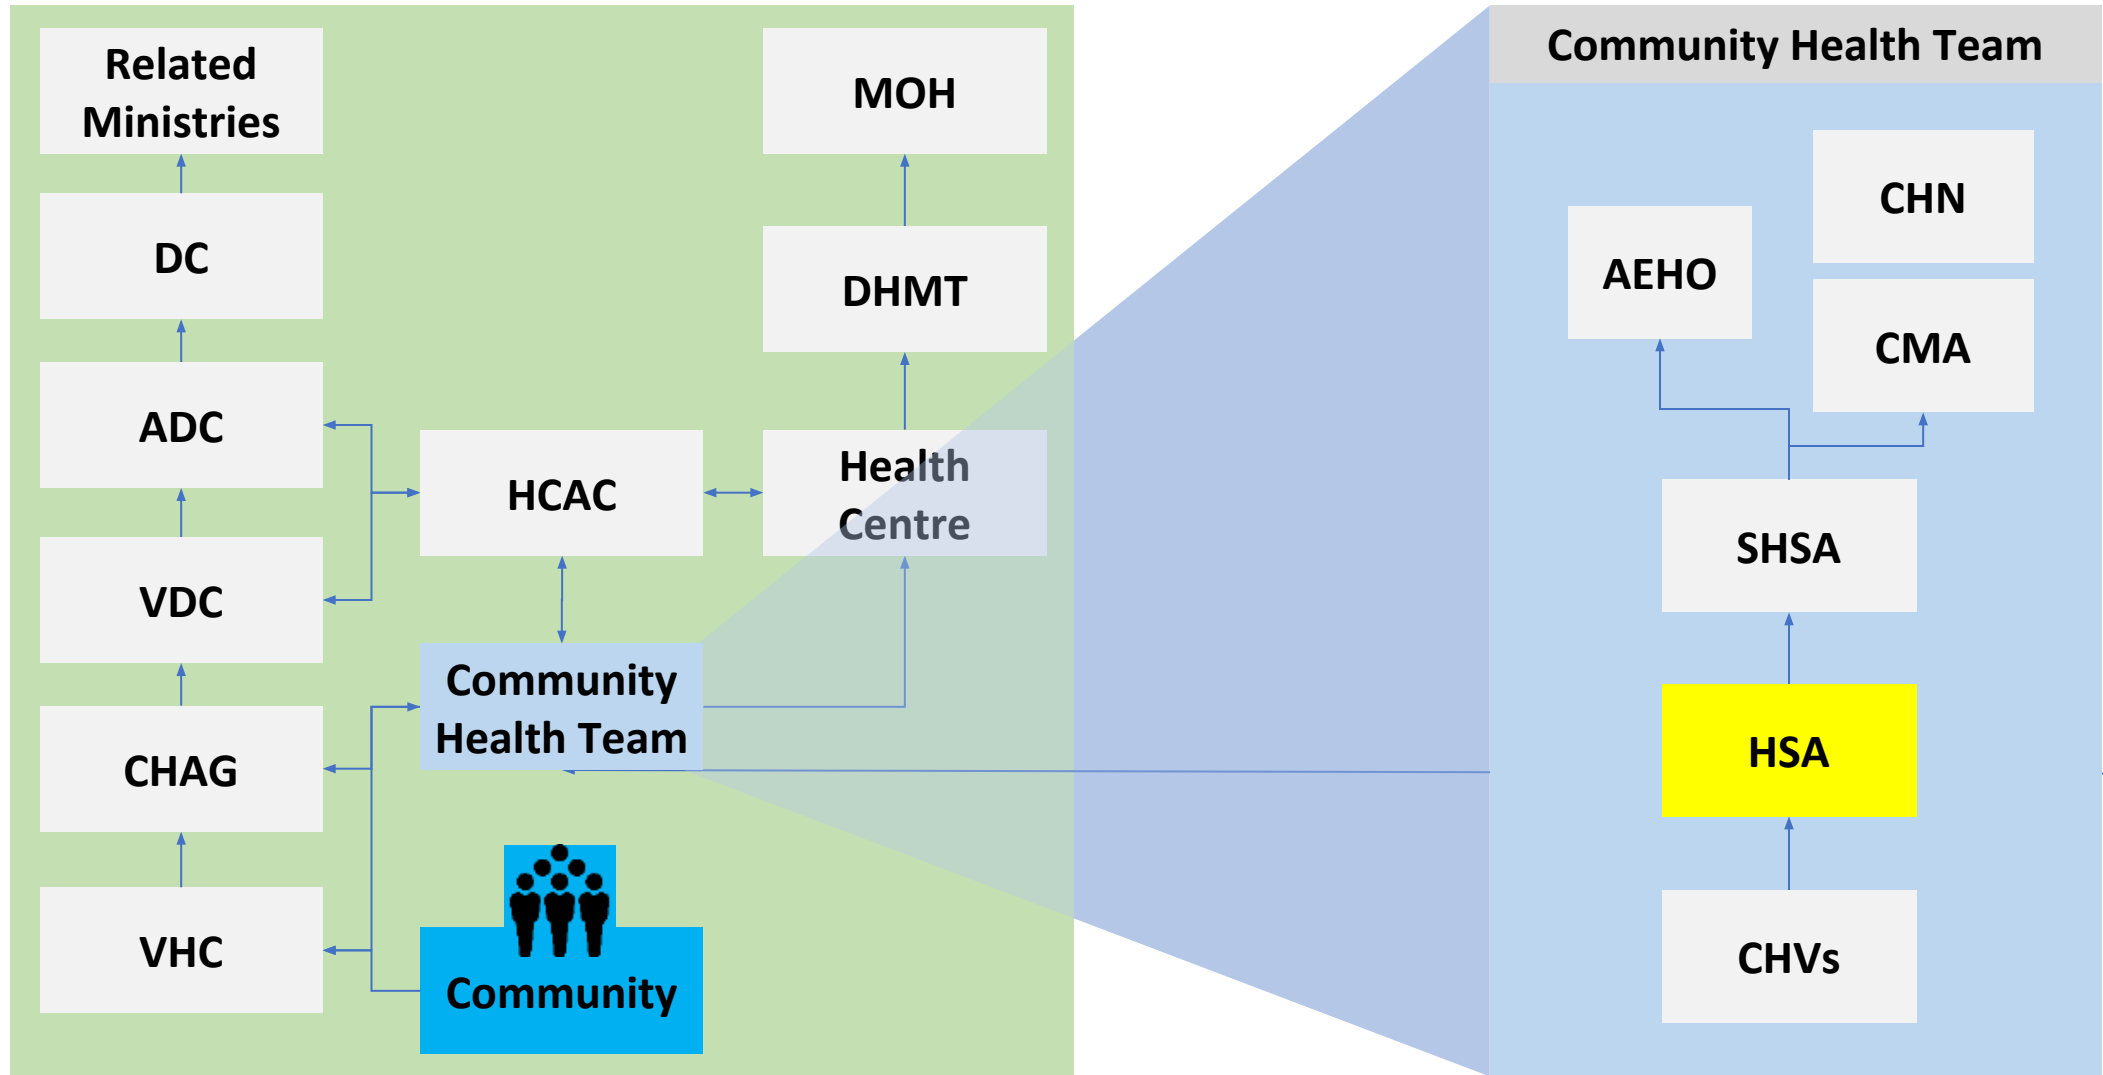 Related
Ministries
DC
ADC
VDC
CHAG
VHC
HCAC
Community
Health Team
Community
MOH
DHMT
Health
Centre
Community Health Team
CHN
AEHO
CMA
SHSA
HSA
CHVs